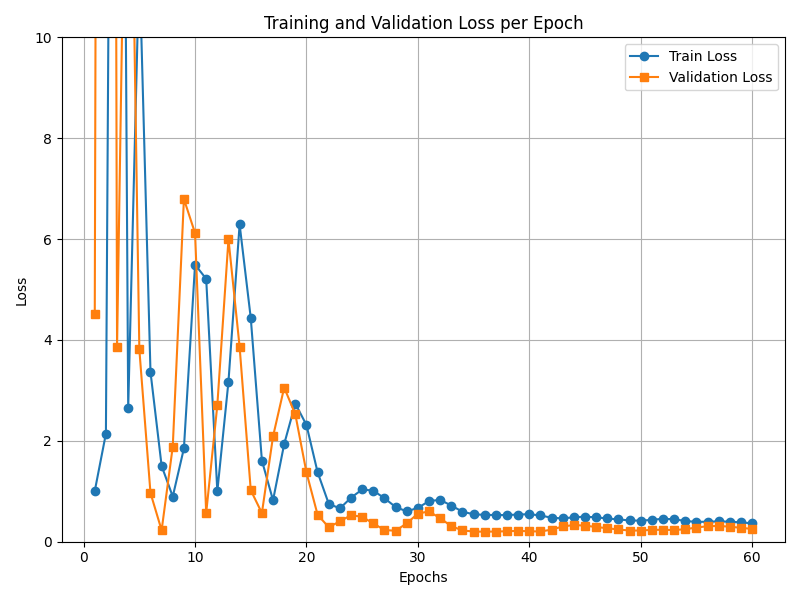 Training and Validation Loss per Epoch
Train Loss
Validation Loss
Loss
10
8
6
4
2
0
0 10 20 30 40 50 60
Epochs